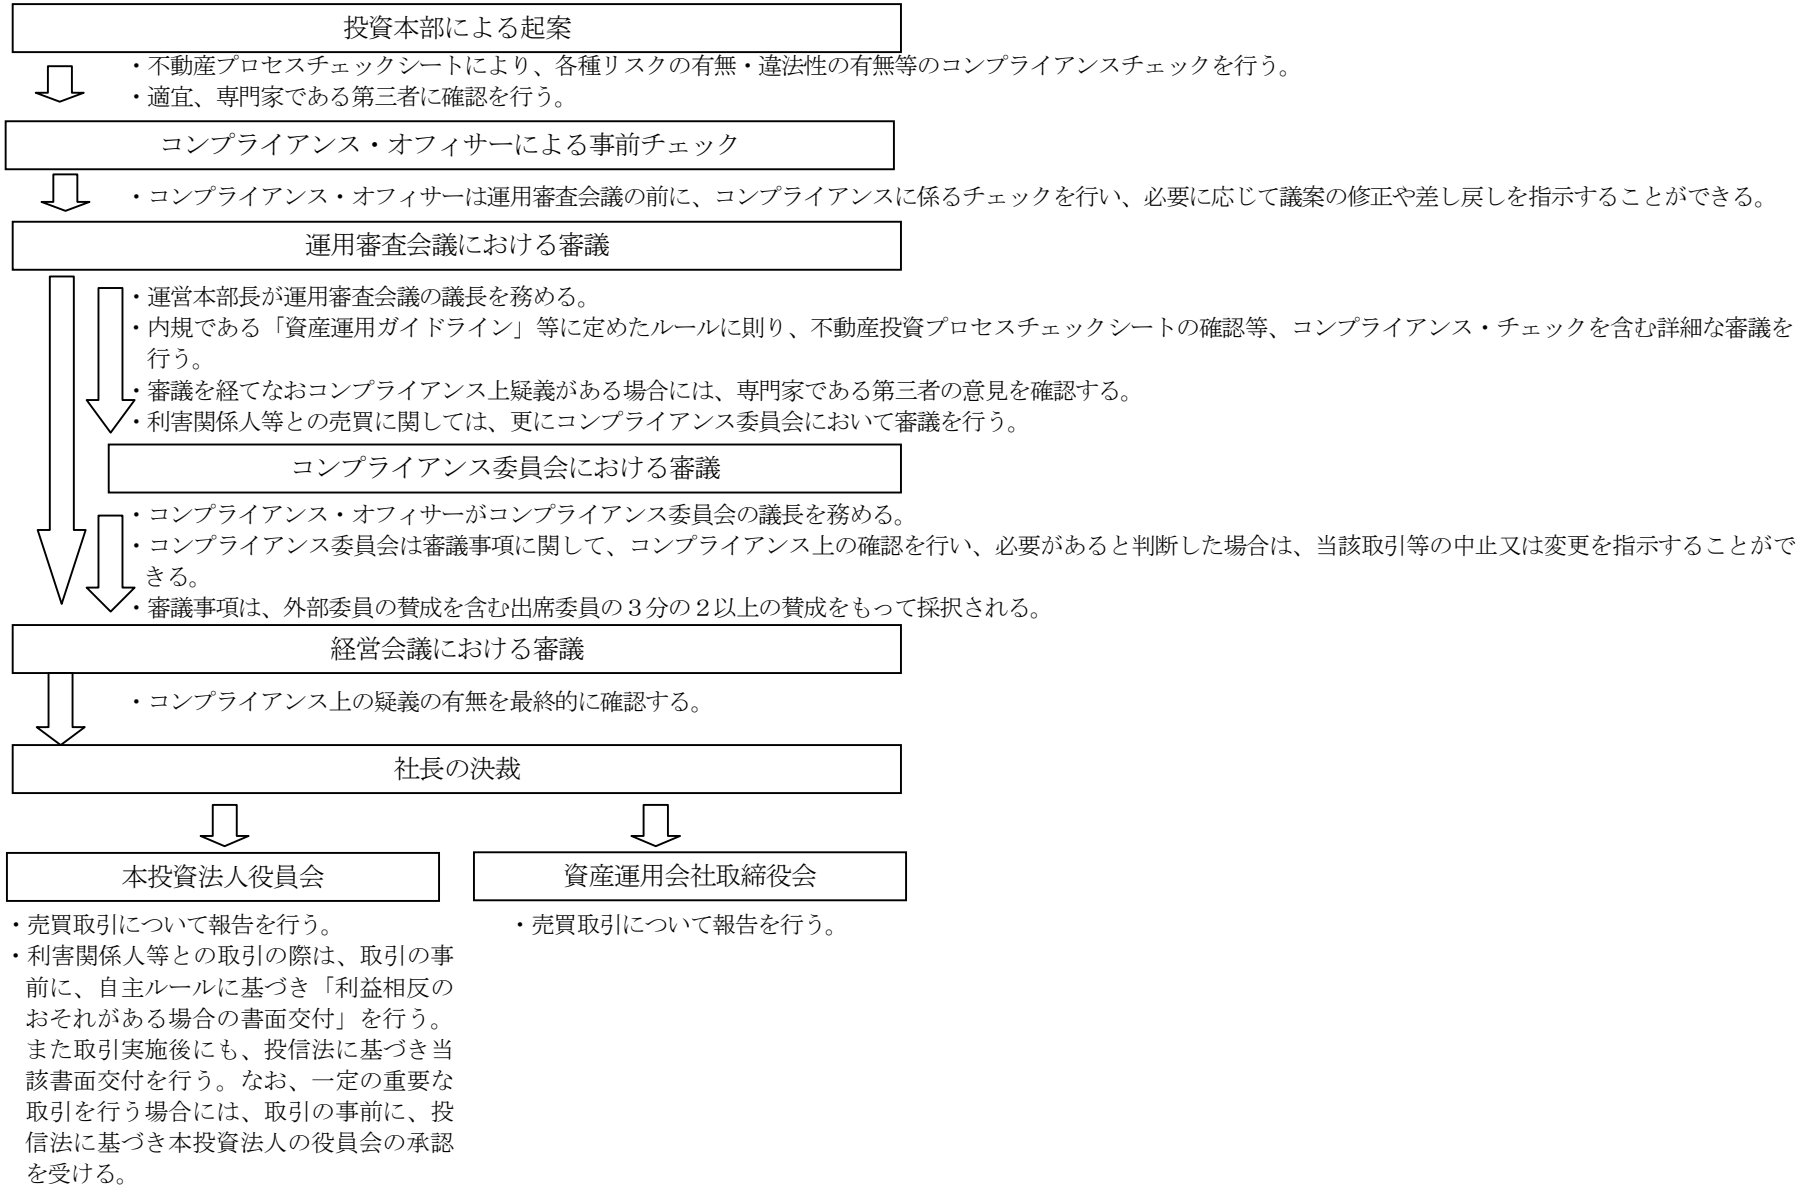 投資本部による起案
・不動産プロセスチェックシートにより、各種リスクの有無・違法性の有無等のコンプライアンスチェックを行う。
・適宜、専門家である第三者に確認を行う。
コンプライアンス・オフィサーによる事前チェック
・コンプライアンス・オフィサーは運用審査会議の前に、コンプライアンスに係るチェックを行い、必要に応じて議案の修正や差し戻しを指示することができる。
運用審査会議における審議
・運営本部長が運用審査会議の議長を務める。
・内規である「資産運用ガイドライン」等に定めたルールに則り、不動産投資プロセスチェックシートの確認等、コンプライアンス・チェックを含む詳細な審議を
行う。
・審議を経てなおコンプライアンス上疑義がある場合には、専門家である第三者の意見を確認する。
・利害関係人等との売買に関しては、更にコンプライアンス委員会において審議を行う。
コンプライアンス委員会における審議
・コンプライアンス・オフィサーがコンプライアンス委員会の議長を務める。
・コンプライアンス委員会は審議事項に関して、コンプライアンス上の確認を行い、必要があると判断した場合は、当該取引等の中止又は変更を指示することがで
きる。
・審議事項は、外部委員の賛成を含む出席委員の３分の２以上の賛成をもって採択される。
経営会議における審議
・コンプライアンス上の疑義の有無を最終的に確認する。
社長の決裁
本投資法人役員会
資産運用会社取締役会
・売買取引について報告を行う。
・利害関係人等との取引の際は、取引の事
前に、自主ルールに基づき「利益相反の
おそれがある場合の書面交付」を行う。
また取引実施後にも、投信法に基づき当
該書面交付を行う。なお、一定の重要な
取引を行う場合には、取引の事前に、投
信法に基づき本投資法人の役員会の承認
を受ける。
・売買取引について報告を行う。